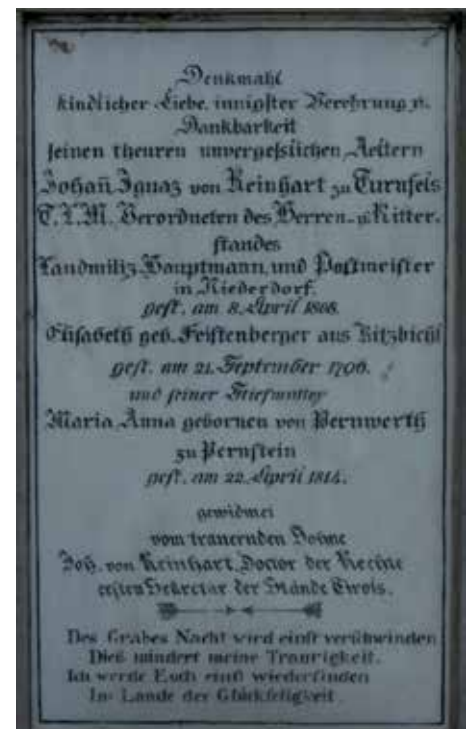 Denkmahl
kindlicher Liebe, innigster Verehrung u.
Dankbarkeit
seinen theuren unvergesslichen Aeltern
Johañ Ignaz von Reinhart zu Turnfels
T. L. M. Verordneten des Herren- u. Ritter-
standes
Landmiliz-Hauptmann, und Postmeister
in Niederdorf.
gest. am 8. April 1808.
Elisabeth geb. Feistenberger aus Kitzbichl
gest. am 21. September 1796.
und seiner Stiefmutter
Maria Anna gebornen von Bernwerth
zu Pernstein
gest. am 22. April 1814.
gewidmet
vom trauernden Sohne
Joh. von Reinhart Doctor der Rechte
ersten Sekretär der Stände Tirols.
Des Grabes Nacht wird einst verschwinden
Dieß mindert meine Traurigkeit.
Ich werde Euch einst wiederfinden
Im Lande der Glückseligkeit